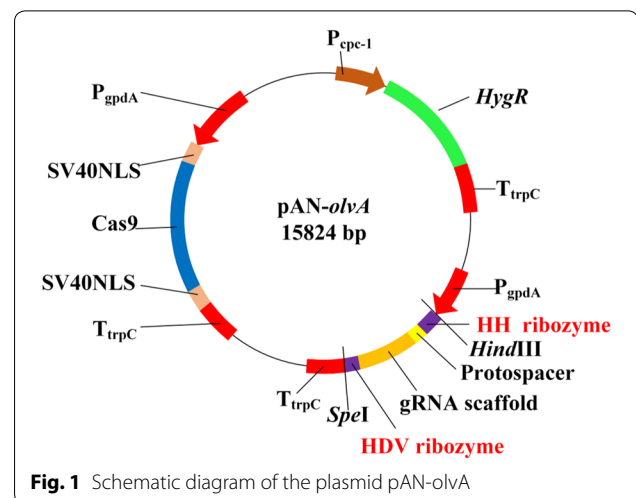 Pcpc-1
PgpdA
HygR
SV40NLS
TtrpC
pAN-olvA
15824 bp
Cas9
SV40NLS
PgpdA
HH ribozyme
TtrpC
HindIII
Protospacer
TtrpC
gRNA scaffold
SpeI
HDV ribozyme
Fig. 1 Schematic diagram of the plasmid pAN-olvA